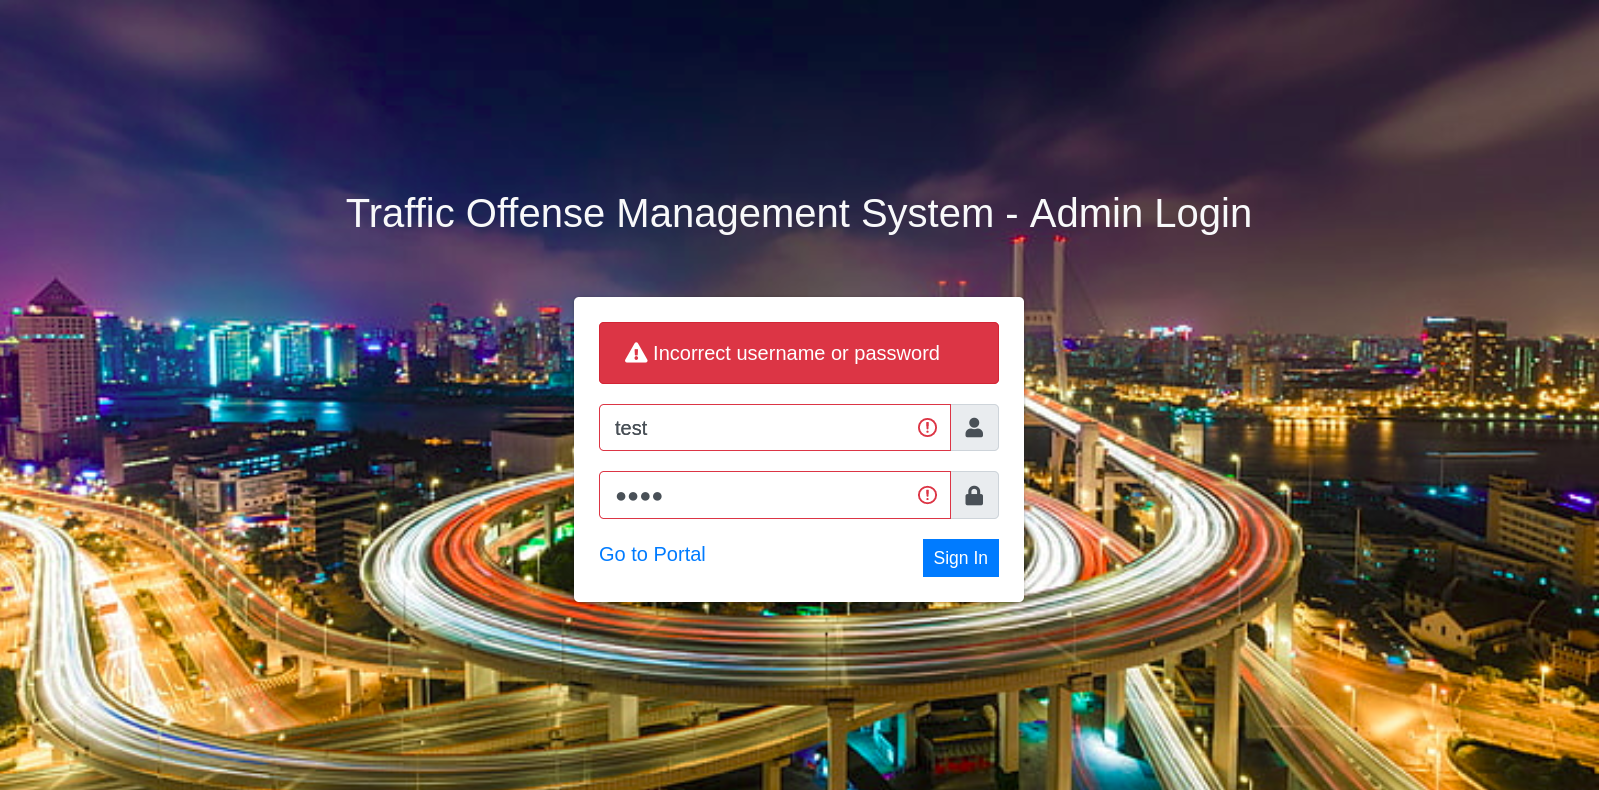 Traffic Offense Management System - Admin Login
Incorrect username or password
test
Go to Portal
Sign In